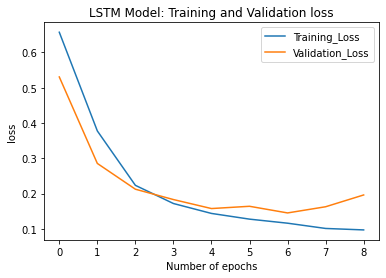 LSTM Model: Training and Validation loss
Training_Loss
Validation_Loss
loss
0.6
0.5
0.4
0.3
0.2
0.1
0 1 2 3 4 5 6 7 8
Number of epochs